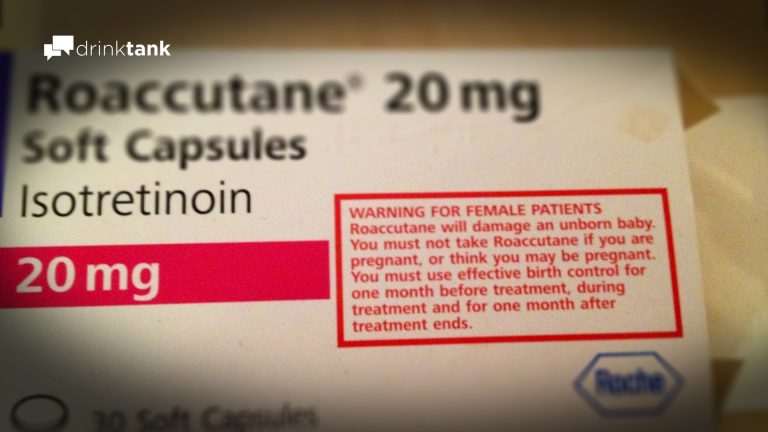 drinktank
Roaccutane® 20 mg
Soft Capsules
Isotretinoin
20 mg
WARNING FOR FEMALE PATIENTS
Roaccutane will damage an unborn baby.
You must not take Roaccutane if you are
pregnant, or think you may be pregnant.
You must use effective birth control for
one month before treatment, during
treatment and for one month after
treatment ends.
Roche
30 Soft Capsules